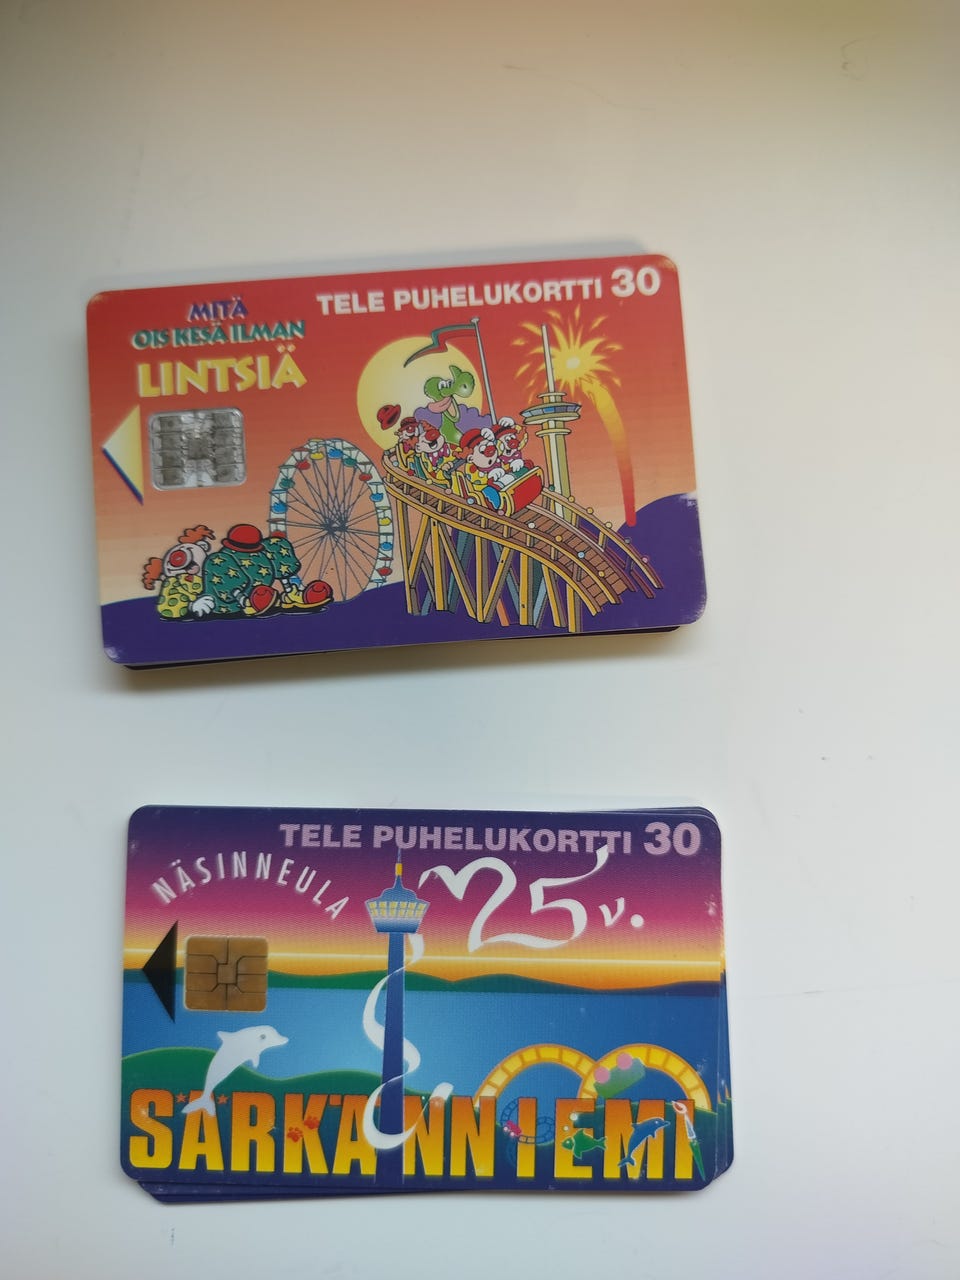 TELE PUHELUKORTTI 30
MITÄ
OIS KESÄ ILMAN
LINTSIÄ
TELE PUHELUKORTTI 30
NÄSINNEULA
25 v.
SÄRKÄNNIEMI